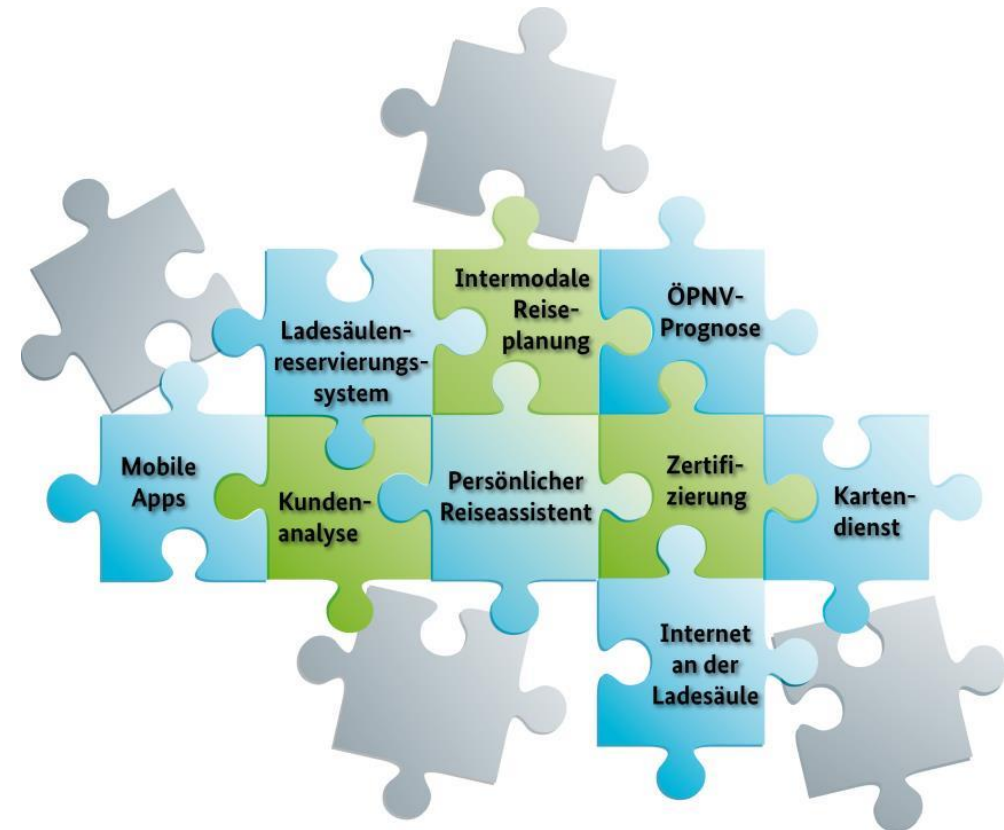 Intermodale
Reise-
planung
ÖPNV-
Prognose
Ladesäulen-
reservierungs-
system
Mobile
Apps
Kunden-
analyse
Persönlicher
Reiseassistent
Zertifi-
zierung
Karten-
dienst
Internet
an der
Ladesäule